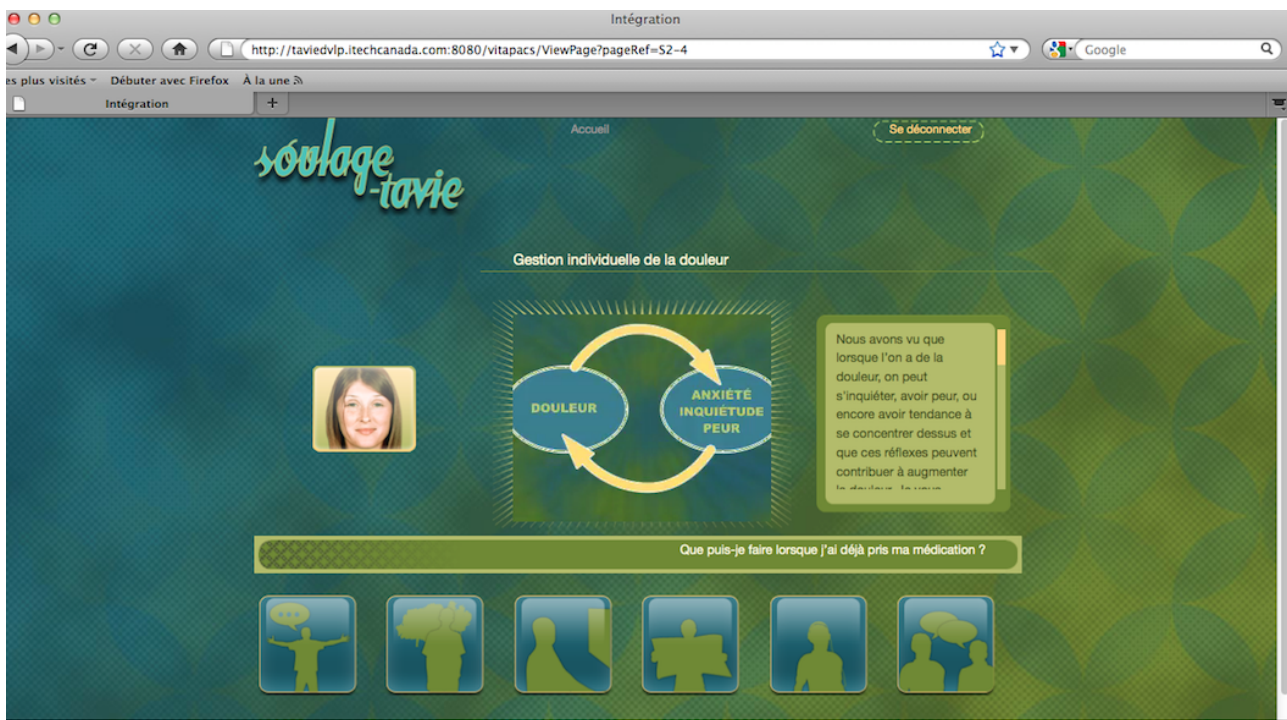 Intégration
http://taviedvlp.itechcanada.com:8080/vitapacs/ViewPage?pageRef=S2-4
Google
es plus visités
Débuter avec Firefox
À la une
Intégration
+
soulage
-tavie
Accueil
Se déconnecter
Gestion individuelle de la douleur
DOULEUR
ANXIÉTÉ
INQUIÉTUDE
PEUR
Nous avons vu que
lorsque l'on a de la
douleur, on peut
s'inquiéter, avoir peur, ou
encore avoir tendance à
se concentrer dessus et
que ces réflexes peuvent
contribuer à augmenter
Que puis-je faire lorsque j'ai déjà pris ma médication ?